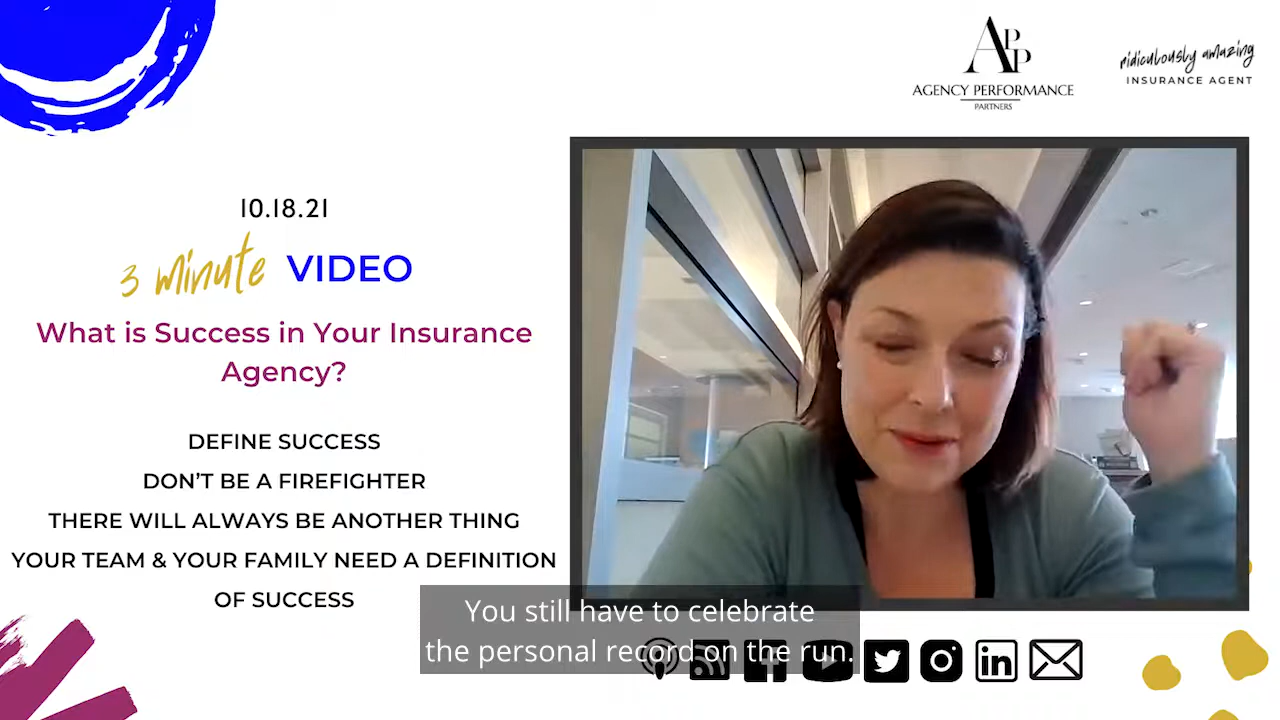 APP
AGENCY PERFORMANCE
PARTNERS
ridiculously amazing
INSURANCE AGENT
10.18.21
3 minute VIDEO
What is Success in Your Insurance
Agency?
DEFINE SUCCESS
DON'T BE A FIREFIGHTER
THERE WILL ALWAYS BE ANOTHER THING
YOUR TEAM & YOUR FAMILY NEED A DEFINITION
OF SUCCESS
You still have to celebrate
the personal record on the run.